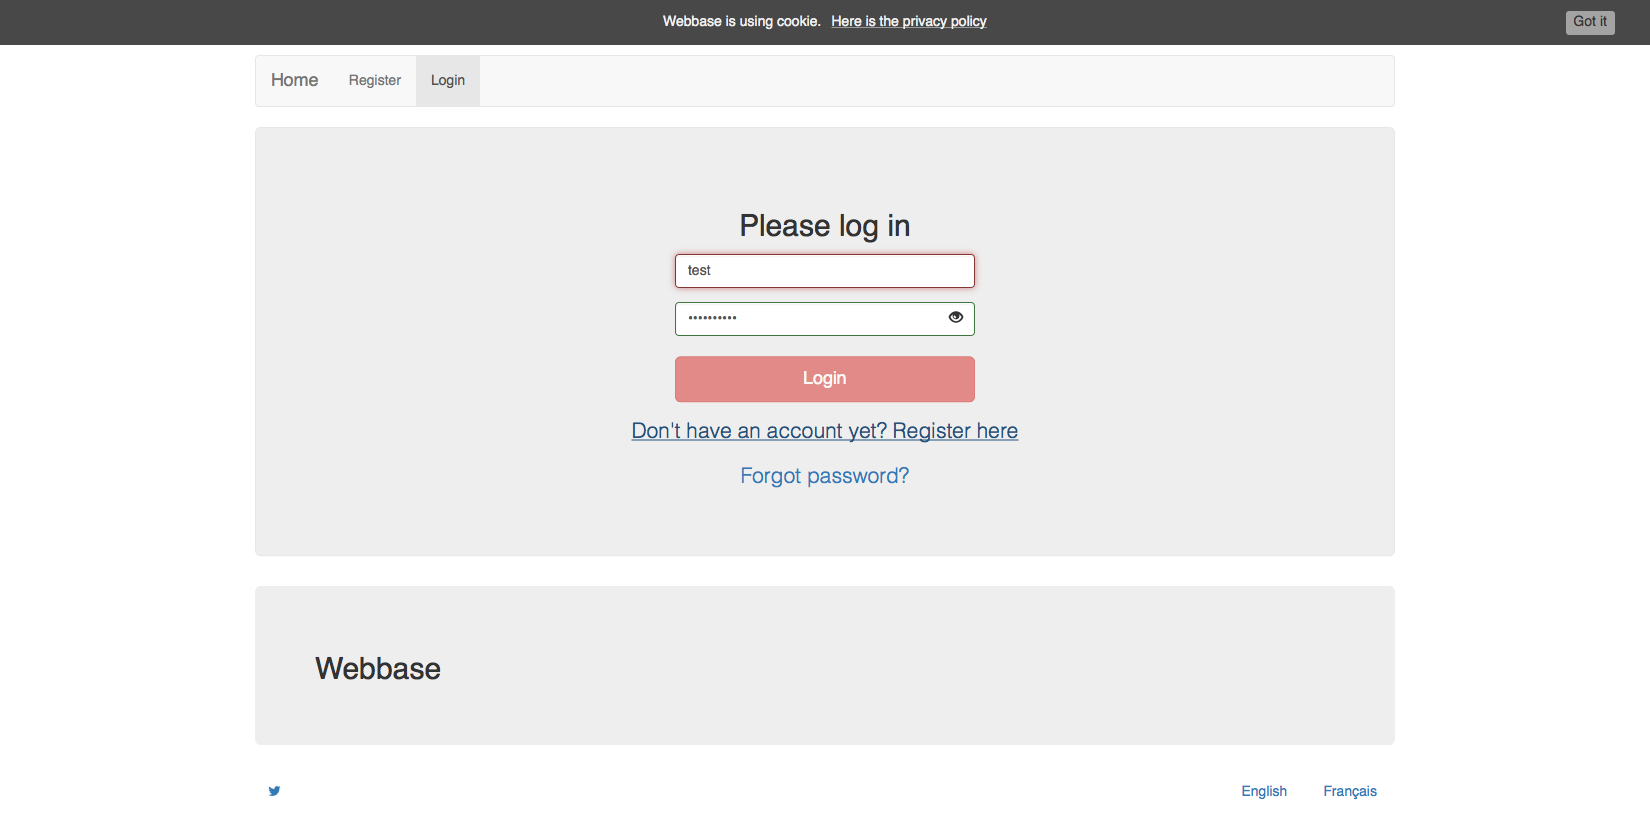 Webbase is using cookie. Here is the privacy policy Got it
Home Register Login
Please log in
test
••••••••••
Login
Don't have an account yet? Register here
Forgot password?
Webbase
English Français